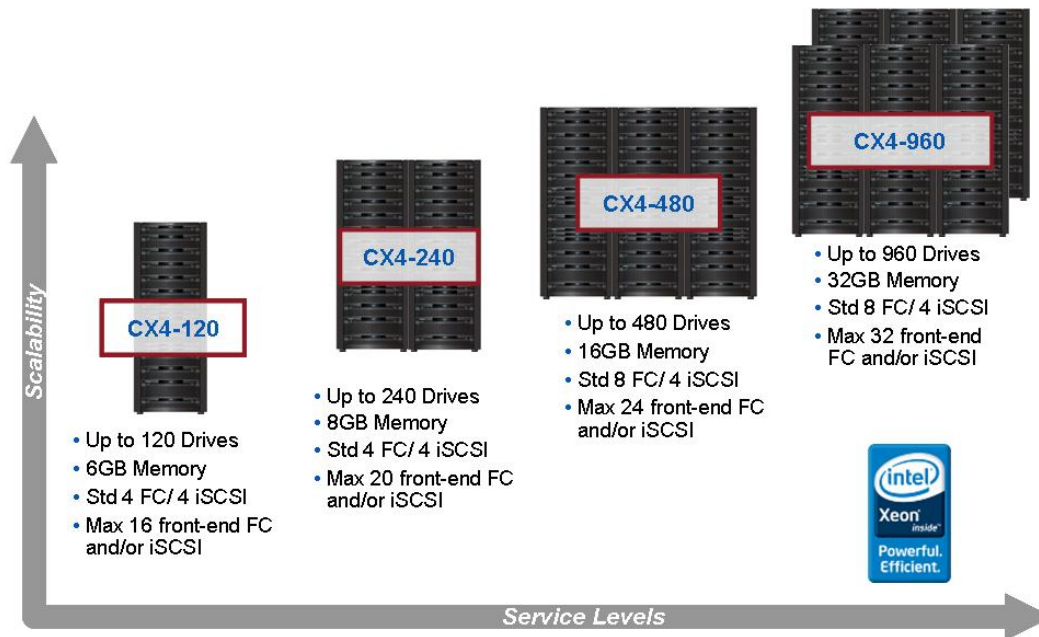 CX4-960
CX4-480
CX4-240
CX4-120
• Up to 960 Drives
• 32GB Memory
• Std 8 FC/ 4 iSCSI
• Max 32 front-end
FC and/or iSCSI
• Up to 480 Drives
• 16GB Memory
• Std 8 FC/ 4 iSCSI
• Max 24 front-end FC
and/or iSCSI
• Up to 240 Drives
• 8GB Memory
• Std 4 FC/ 4 iSCSI
• Max 20 front-end FC
and/or iSCSI
• Up to 120 Drives
• 6GB Memory
• Std 4 FC/ 4 iSCSI
• Max 16 front-end FC
and/or iSCSI
Scalability
Service Levels
intel
Xeon
inside™
Powerful.
Efficient.